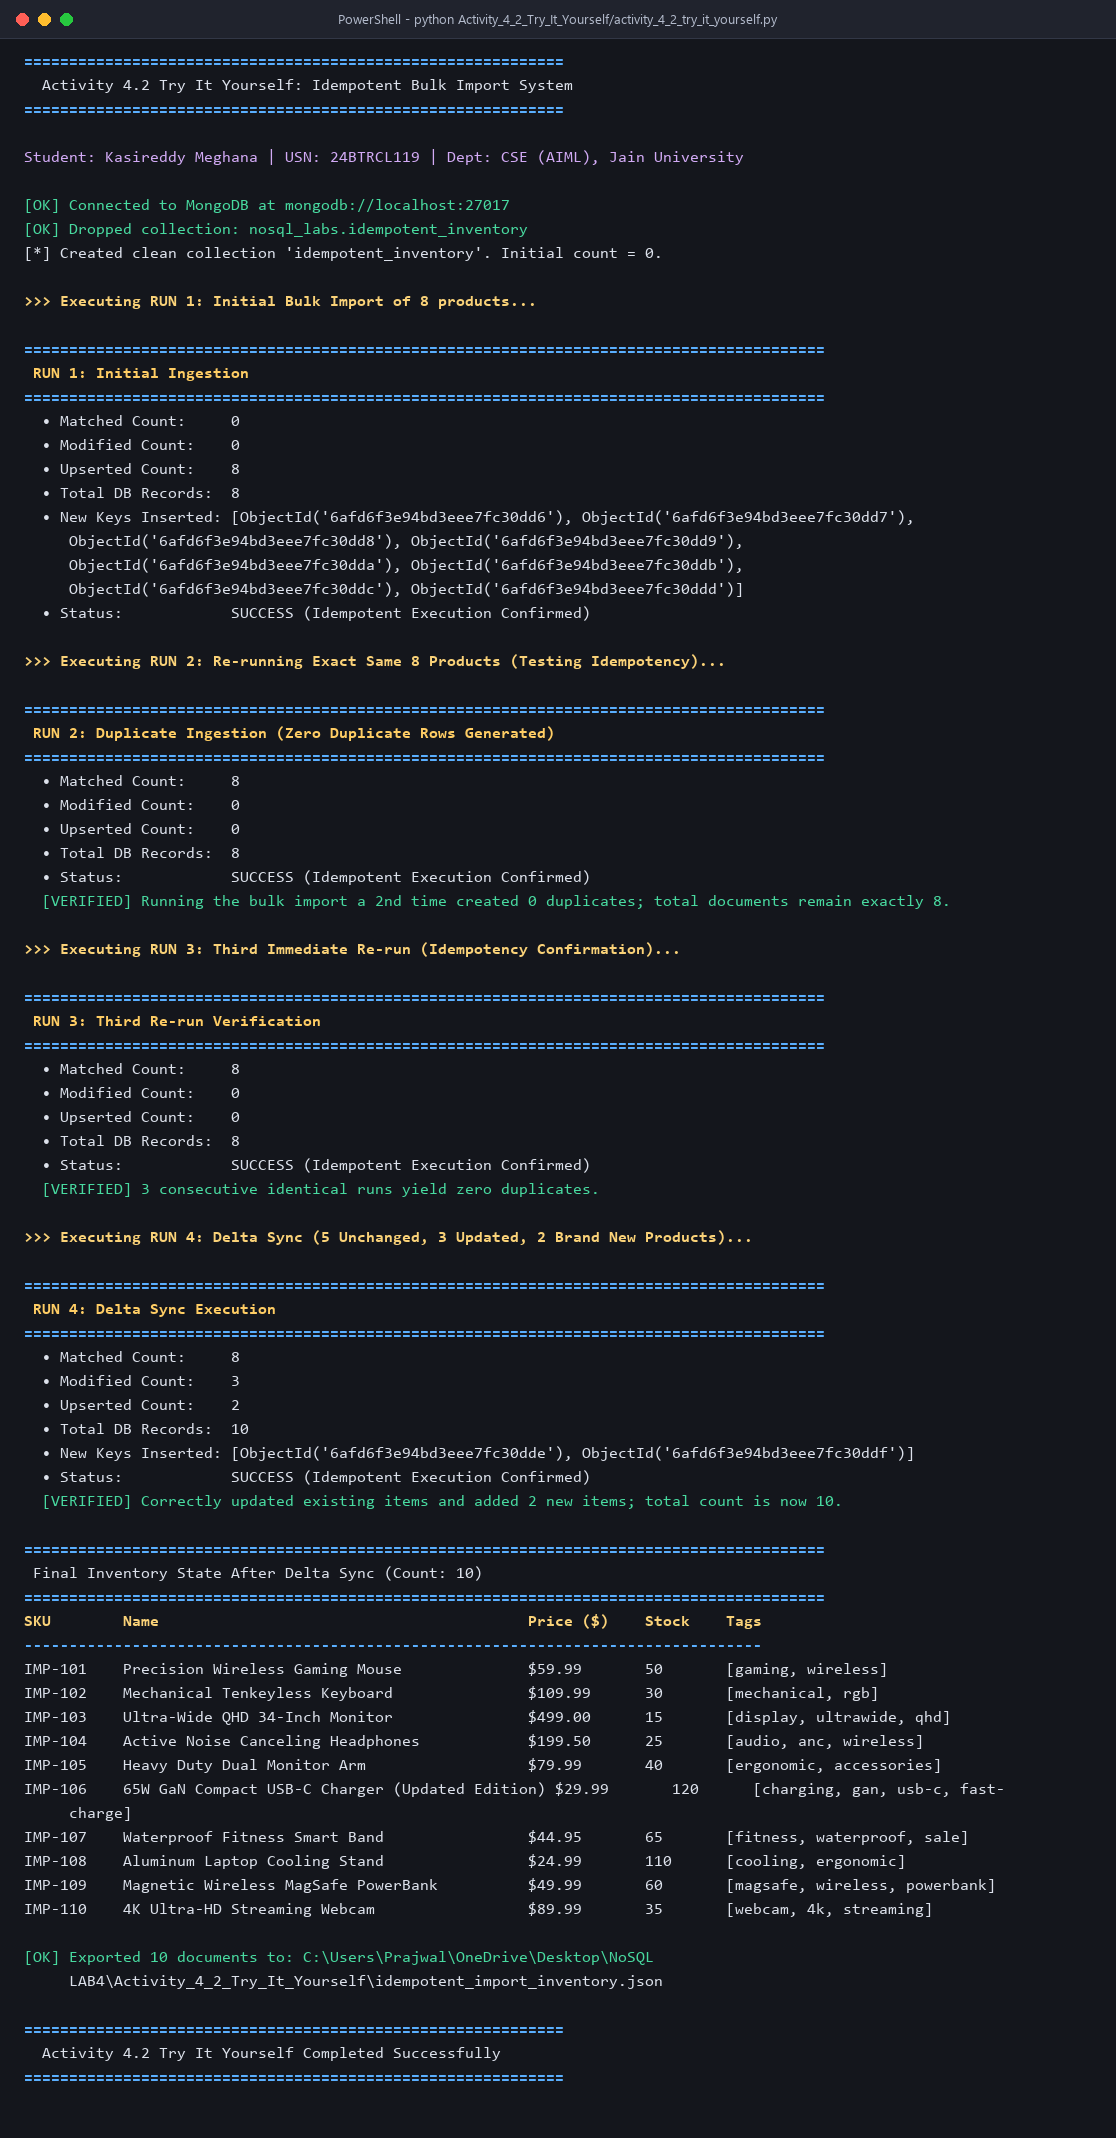 PowerShell - python Activity_4_2_Try_It_Yourself/activity_4_2_try_it_yourself.py
============================================================
  Activity 4.2 Try It Yourself: Idempotent Bulk Import System
============================================================
Student: Kasireddy Meghana | USN: 24BTRCL119 | Dept: CSE (AIML), Jain University
[OK] Connected to MongoDB at mongodb://localhost:27017
[OK] Dropped collection: nosql_labs.idempotent_inventory
[*] Created clean collection 'idempotent_inventory'. Initial count = 0.
>>> Executing RUN 1: Initial Bulk Import of 8 products...
=========================================================================================
 RUN 1: Initial Ingestion
=========================================================================================
  • Matched Count:     0
  • Modified Count:    0
  • Upserted Count:    8
  • Total DB Records:  8
  • New Keys Inserted: [ObjectId('6afd6f3e94bd3eee7fc30dd6'), ObjectId('6afd6f3e94bd3eee7fc30dd7'),
     ObjectId('6afd6f3e94bd3eee7fc30dd8'), ObjectId('6afd6f3e94bd3eee7fc30dd9'),
     ObjectId('6afd6f3e94bd3eee7fc30dda'), ObjectId('6afd6f3e94bd3eee7fc30ddb'),
     ObjectId('6afd6f3e94bd3eee7fc30ddc'), ObjectId('6afd6f3e94bd3eee7fc30ddd')]
  • Status:            SUCCESS (Idempotent Execution Confirmed)
>>> Executing RUN 2: Re-running Exact Same 8 Products (Testing Idempotency)...
=========================================================================================
 RUN 2: Duplicate Ingestion (Zero Duplicate Rows Generated)
=========================================================================================
  • Matched Count:     8
  • Modified Count:    0
  • Upserted Count:    0
  • Total DB Records:  8
  • Status:            SUCCESS (Idempotent Execution Confirmed)
  [VERIFIED] Running the bulk import a 2nd time created 0 duplicates; total documents remain exactly 8.
>>> Executing RUN 3: Third Immediate Re-run (Idempotency Confirmation)...
=========================================================================================
 RUN 3: Third Re-run Verification
=========================================================================================
  • Matched Count:     8
  • Modified Count:    0
  • Upserted Count:    0
  • Total DB Records:  8
  • Status:            SUCCESS (Idempotent Execution Confirmed)
  [VERIFIED] 3 consecutive identical runs yield zero duplicates.
>>> Executing RUN 4: Delta Sync (5 Unchanged, 3 Updated, 2 Brand New Products)...
=========================================================================================
 RUN 4: Delta Sync Execution
=========================================================================================
  • Matched Count:     8
  • Modified Count:    3
  • Upserted Count:    2
  • Total DB Records:  10
  • New Keys Inserted: [ObjectId('6afd6f3e94bd3eee7fc30dde'), ObjectId('6afd6f3e94bd3eee7fc30ddf')]
  • Status:            SUCCESS (Idempotent Execution Confirmed)
  [VERIFIED] Correctly updated existing items and added 2 new items; total count is now 10.
=========================================================================================
 Final Inventory State After Delta Sync (Count: 10)
=========================================================================================
SKU        Name                                         Price ($)    Stock    Tags
----------------------------------------------------------------------------------
IMP-101    Precision Wireless Gaming Mouse              $59.99       50       [gaming, wireless]
IMP-102    Mechanical Tenkeyless Keyboard               $109.99      30       [mechanical, rgb]
IMP-103    Ultra-Wide QHD 34-Inch Monitor               $499.00      15       [display, ultrawide, qhd]
IMP-104    Active Noise Canceling Headphones            $199.50      25       [audio, anc, wireless]
IMP-105    Heavy Duty Dual Monitor Arm                  $79.99       40       [ergonomic, accessories]
IMP-106    65W GaN Compact USB-C Charger (Updated Edition) $29.99       120      [charging, gan, usb-c, fast-
     charge]
IMP-107    Waterproof Fitness Smart Band                $44.95       65       [fitness, waterproof, sale]
IMP-108    Aluminum Laptop Cooling Stand                $24.99       110      [cooling, ergonomic]
IMP-109    Magnetic Wireless MagSafe PowerBank          $49.99       60       [magsafe, wireless, powerbank]
IMP-110    4K Ultra-HD Streaming Webcam                 $89.99       35       [webcam, 4k, streaming]
[OK] Exported 10 documents to: C:\Users\Prajwal\OneDrive\Desktop\NoSQL
     LAB4\Activity_4_2_Try_It_Yourself\idempotent_import_inventory.json
============================================================
  Activity 4.2 Try It Yourself Completed Successfully
============================================================